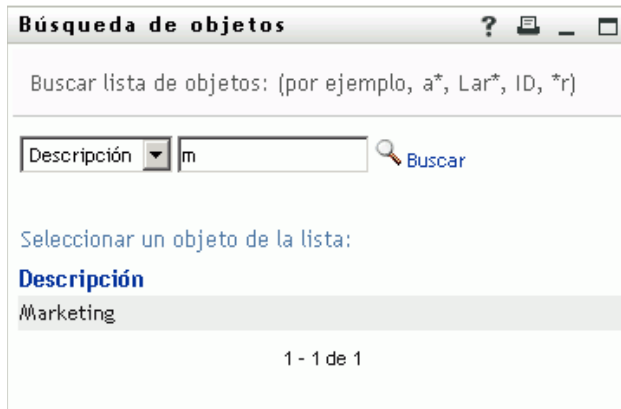 Búsqueda de objetos ?
Buscar lista de objetos: (por ejemplo, a*, Lar*, ID, *r)
Descripción m Buscar
Seleccionar un objeto de la lista:
Descripción
Marketing
1 - 1 de 1